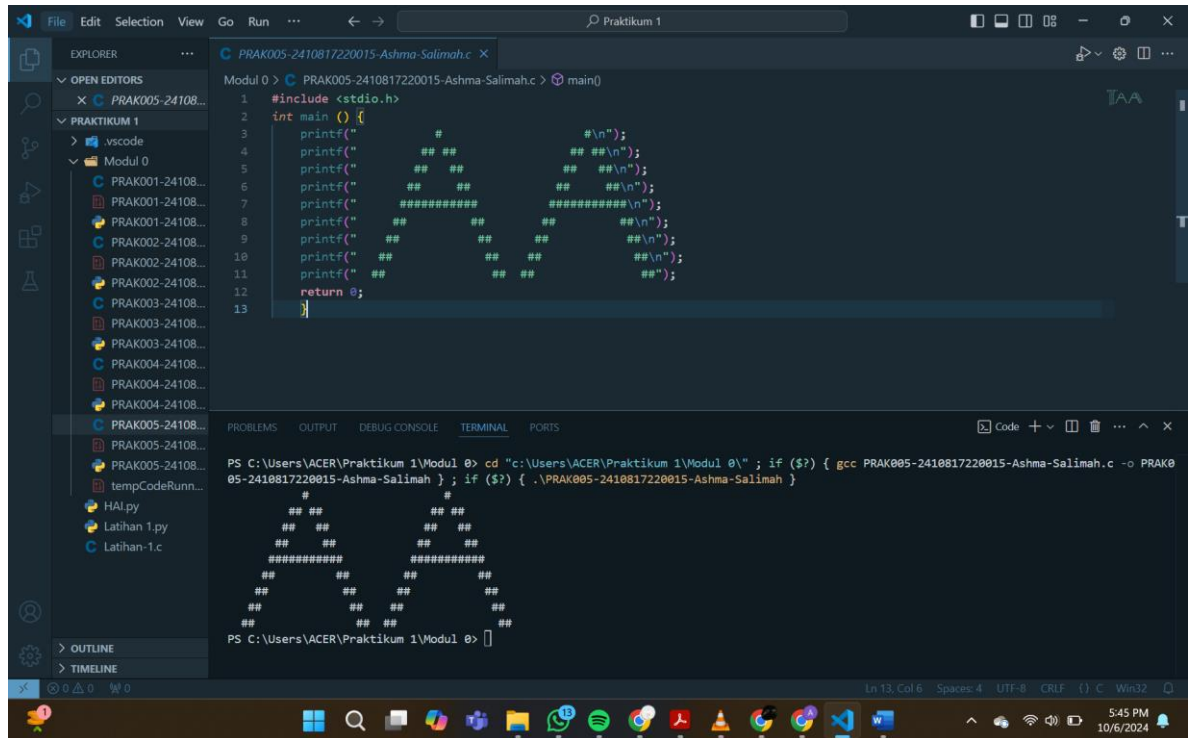 File Edit Selection View Go Run ··· ← → Praktikum 1
EXPLORER ···
OPEN EDITORS
C PRAK005-24108...
PRAKTIKUM 1
.vscode
Modul 0
C PRAK001-24108...
PRAK001-24108...
PRAK001-24108...
C PRAK002-24108...
PRAK002-24108...
PRAK002-24108...
C PRAK003-24108...
PRAK003-24108...
PRAK003-24108...
C PRAK004-24108...
PRAK004-24108...
PRAK004-24108...
C PRAK005-24108...
PRAK005-24108...
PRAK005-24108...
tempCodeRunn...
HAI.py
Latihan 1.py
C Latihan-1.c
OUTLINE
TIMELINE
C PRAK005-2410817220015-Ashma-Salimah.c ×
Modul 0 > C PRAK005-2410817220015-Ashma-Salimah.c > main()
1 #include <stdio.h>
2 int main () {
3     printf("           #                    #\n");
4     printf("         ## ##                ## ##\n");
5     printf("        ##   ##              ##   ##\n");
6     printf("       ##     ##            ##     ##\n");
7     printf("      ###########          ###########\n");
8     printf("     ##         ##        ##         ##\n");
9     printf("    ##           ##      ##           ##\n");
10     printf("   ##             ##    ##             ##\n");
11     printf("  ##               ##  ##               ##");
12     return 0;
13     }
PROBLEMS OUTPUT DEBUG CONSOLE TERMINAL PORTS
Code
PS C:\Users\ACER\Praktikum 1\Modul 0> cd "c:\Users\ACER\Praktikum 1\Modul 0\" ; if ($?) { gcc PRAK005-2410817220015-Ashma-Salimah.c -o PRAK0
05-2410817220015-Ashma-Salimah } ; if ($?) { .\PRAK005-2410817220015-Ashma-Salimah }
         #                   #
       ## ##               ## ##
      ##   ##             ##   ##
     ##     ##           ##     ##
    ###########         ###########
   ##         ##       ##         ##
  ##           ##     ##           ##
 ##             ##   ##             ##
##               ## ##               ##
PS C:\Users\ACER\Praktikum 1\Modul 0>
0 0 0 Ln 13, Col 6 Spaces: 4 UTF-8 CRLF {} C Win32
1 13 5:45 PM
10/6/2024